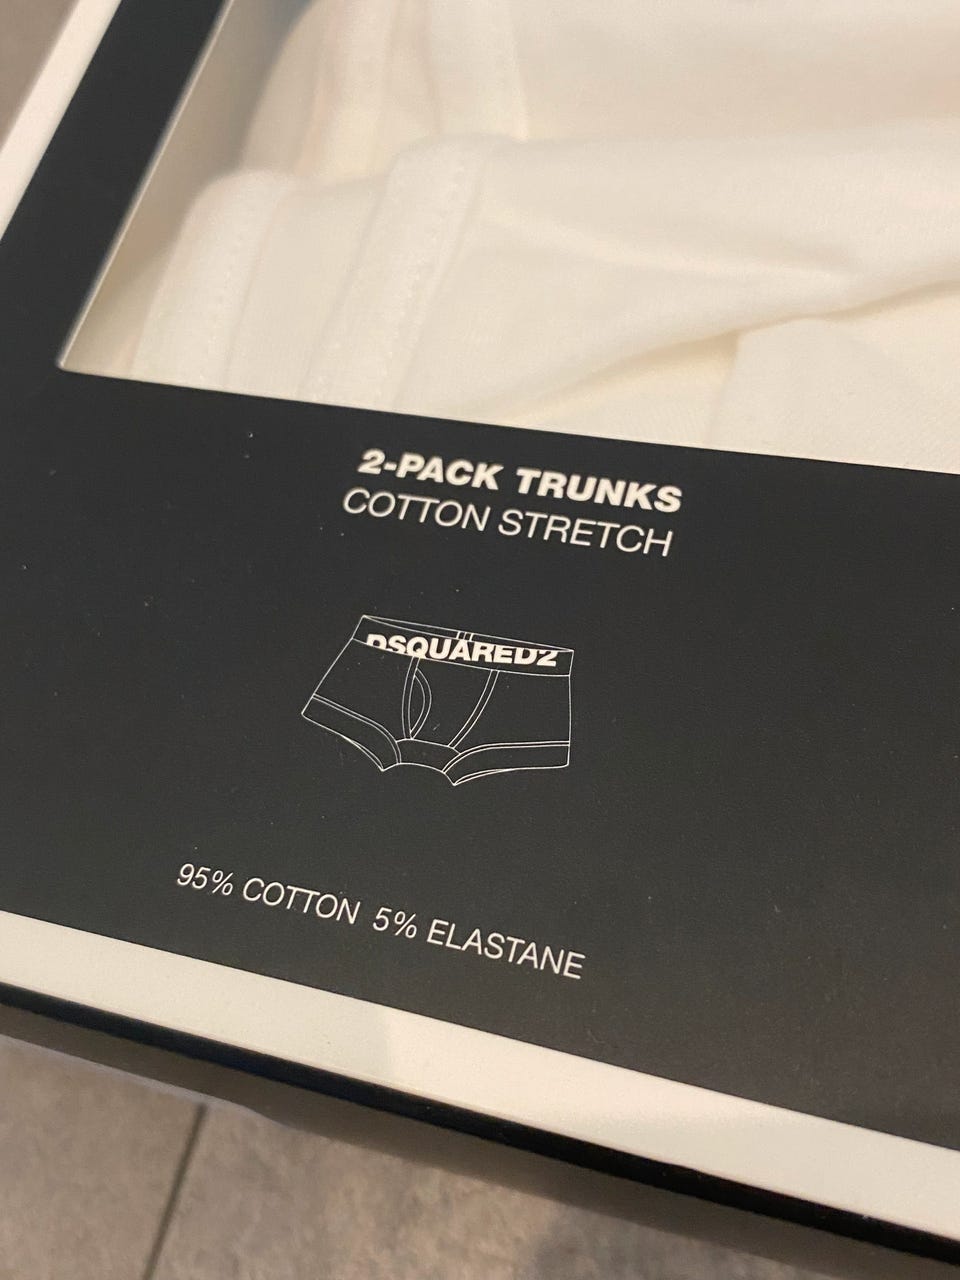 2-PACK TRUNKS
COTTON STRETCH
DSQUARED2
95% COTTON 5% ELASTANE